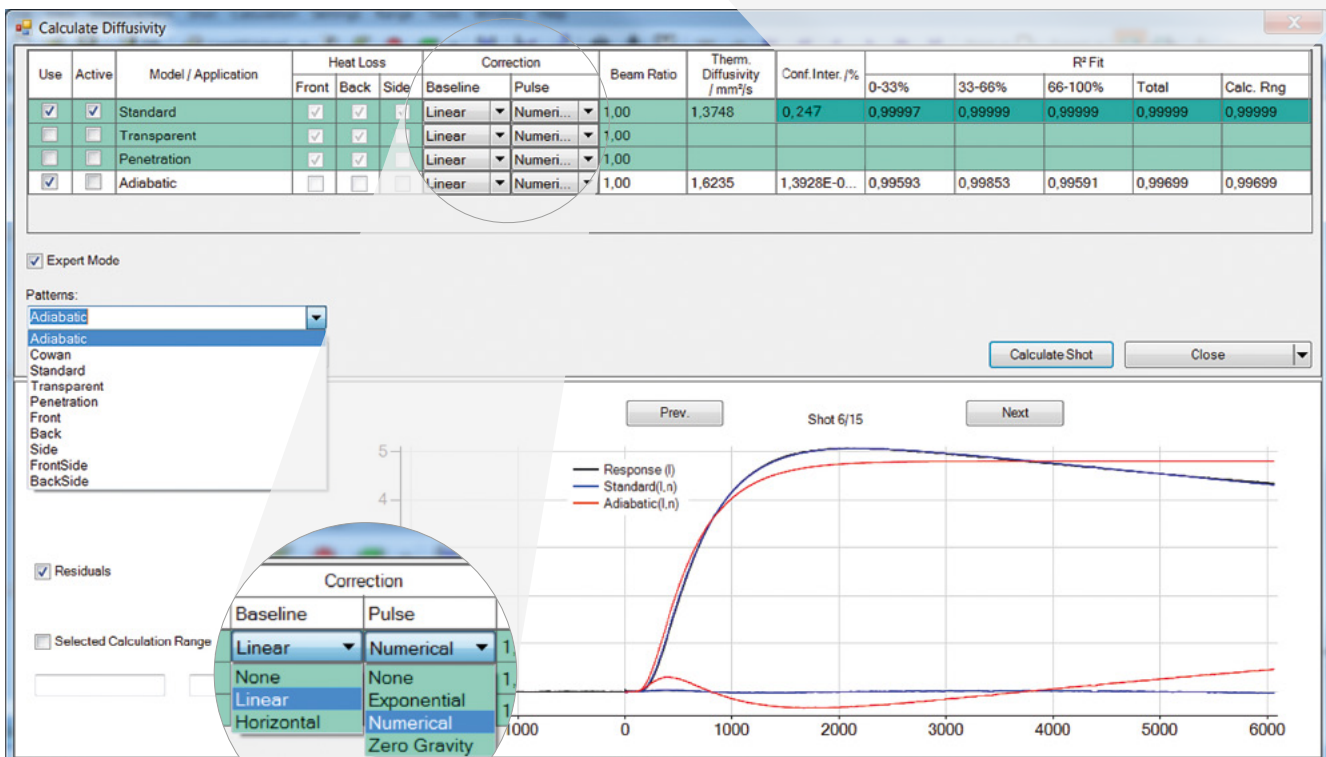 Calculate Diffusivity
Use Active Model / Application Heat Loss Correction Beam Ratio Therm. Diffusivity / mm²/s Conf.Inter. /% R² Fit
Front Back Side Baseline Pulse 0-33% 33-66% 66-100% Total Calc. Rng
Standard Linear Numeri... 1,00 1,3748 0,247 0,99997 0,99999 0,99999 0,99999 0,99999
Transparent Linear Numeri... 1,00
Penetration Linear Numeri... 1,00
Adiabatic Linear Numeri... 1,00 1,6235 1,3928E-0... 0,99593 0,99853 0,99591 0,99699 0,99699
Expert Mode
Patterns:
Adiabatic
Adiabatic
Cowan
Standard
Transparent
Penetration
Front
Back
Side
FrontSide
BackSide
Calculate Shot Close
Prev. Shot 6/15 Next
5
4
Response (l)
Standard(l,n)
Adiabatic(l,n)
Residuals
Selected Calculation Range
Correction
Baseline Pulse
Linear Numerical 1,
None None 1,
Linear Exponential
Horizontal Numerical 1
Zero Gravity
1000 0 1000 2000 3000 4000 5000 6000